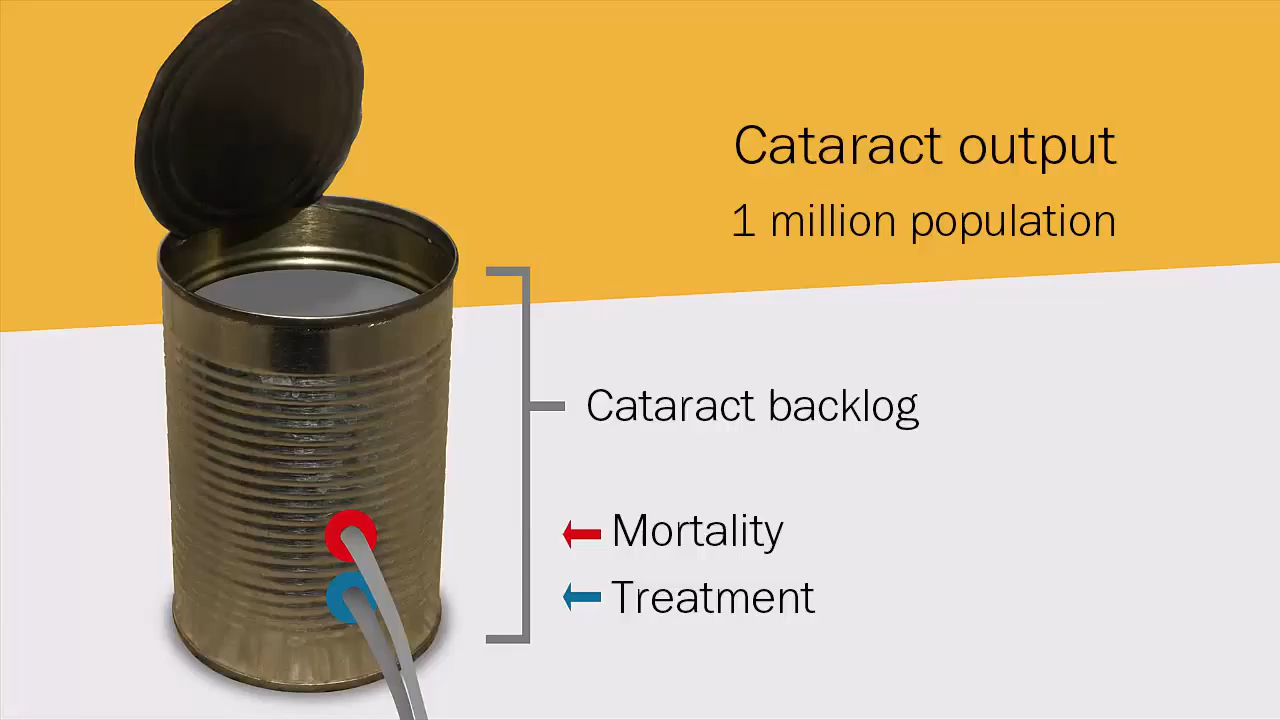 Cataract output
1 million population
Cataract backlog
Mortality
Treatment